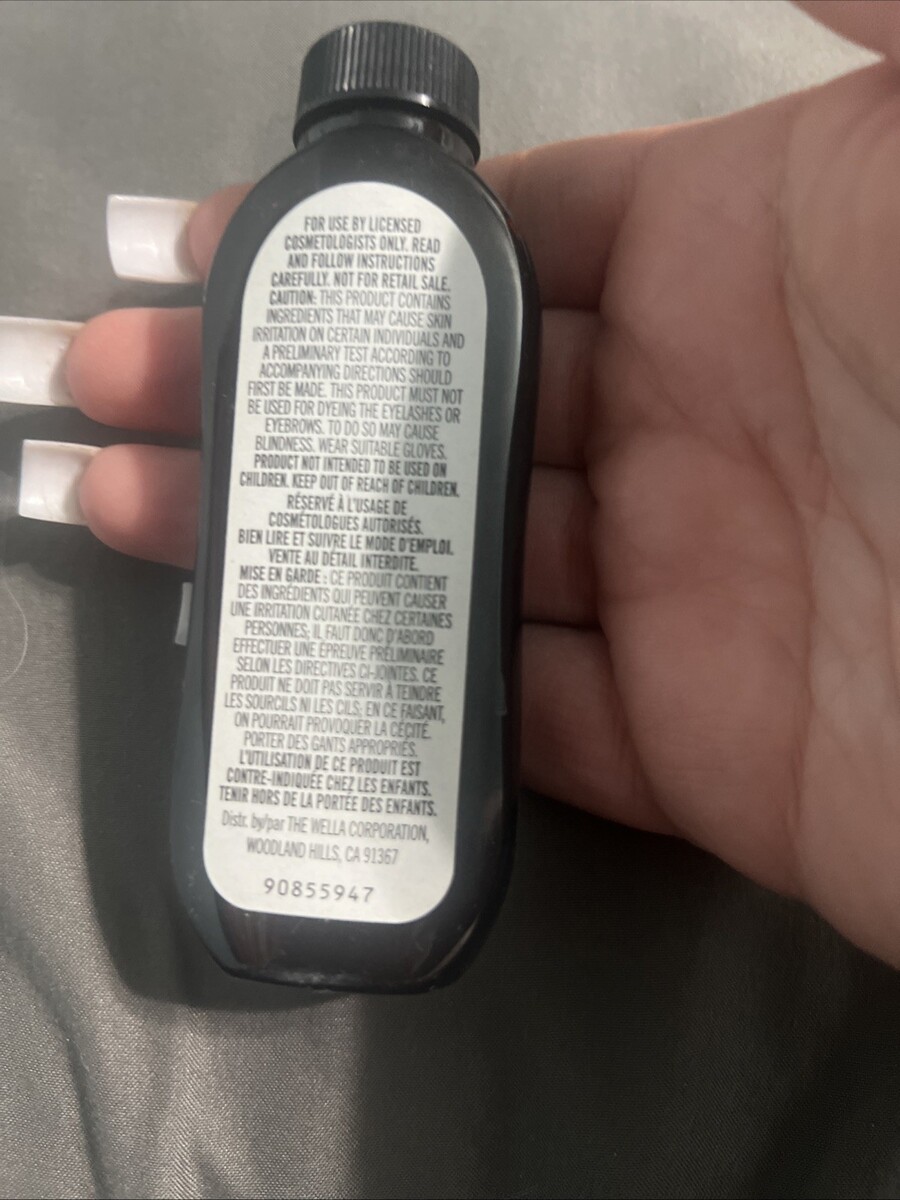 FOR USE BY LICENSED
COSMETOLOGISTS ONLY. READ
AND FOLLOW INSTRUCTIONS
CAREFULLY. NOT FOR RETAIL SALE.
CAUTION: THIS PRODUCT CONTAINS
INGREDIENTS THAT MAY CAUSE SKIN
IRRITATION ON CERTAIN INDIVIDUALS AND
A PRELIMINARY TEST ACCORDING TO
ACCOMPANYING DIRECTIONS SHOULD
FIRST BE MADE. THIS PRODUCT MUST NOT
BE USED FOR DYEING THE EYELASHES OR
EYEBROWS. TO DO SO MAY CAUSE
BLINDNESS. WEAR SUITABLE GLOVES.
PRODUCT NOT INTENDED TO BE USED ON
CHILDREN. KEEP OUT OF REACH OF CHILDREN.
RÉSERVÉ À L'USAGE DE
COSMÉTOLOGUES AUTORISÉS.
BIEN LIRE ET SUIVRE LE MODE D'EMPLOI.
VENTE AU DÉTAIL INTERDITE.
MISE EN GARDE : CE PRODUIT CONTIENT
DES INGRÉDIENTS QUI PEUVENT CAUSER
UNE IRRITATION CUTANÉE CHEZ CERTAINES
PERSONNES; IL FAUT DONC D'ABORD
EFFECTUER UNE ÉPREUVE PRÉLIMINAIRE
SELON LES DIRECTIVES CI-JOINTES. CE
PRODUIT NE DOIT PAS SERVIR À TEINDRE
LES SOURCILS NI LES CILS; EN CE FAISANT,
ON POURRAIT PROVOQUER LA CÉCITÉ.
PORTER DES GANTS APPROPRIÉS.
L'UTILISATION DE CE PRODUIT EST
CONTRE-INDIQUÉE CHEZ LES ENFANTS.
TENIR HORS DE LA PORTÉE DES ENFANTS.
Distr. by/par THE WELLA CORPORATION,
WOODLAND HILLS, CA 91367
90855947